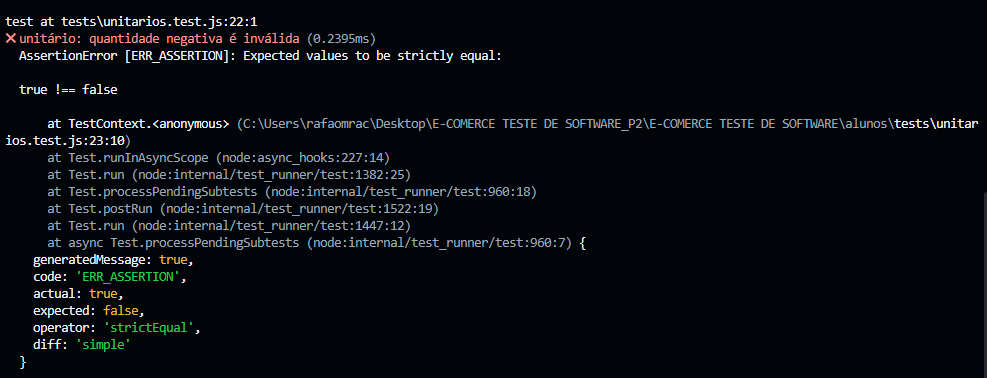 test at tests\unitarios.test.js:22:1
✖ unitário: quantidade negativa é inválida (0.2395ms)
AssertionError [ERR_ASSERTION]: Expected values to be strictly equal:
true !== false
at TestContext.<anonymous> (C:\Users\rafaomrac\Desktop\E-COMERCE TESTE DE SOFTWARE_P2\E-COMERCE TESTE DE SOFTWARE\alunos\tests\unitar
ios.test.js:23:10)
at Test.runInAsyncScope (node:async_hooks:227:14)
at Test.run (node:internal/test_runner/test:1382:25)
at Test.processPendingSubtests (node:internal/test_runner/test:960:18)
at Test.postRun (node:internal/test_runner/test:1522:19)
at Test.run (node:internal/test_runner/test:1447:12)
at async Test.processPendingSubtests (node:internal/test_runner/test:960:7) {
generatedMessage: true,
code: 'ERR_ASSERTION',
actual: true,
expected: false,
operator: 'strictEqual',
diff: 'simple'
}